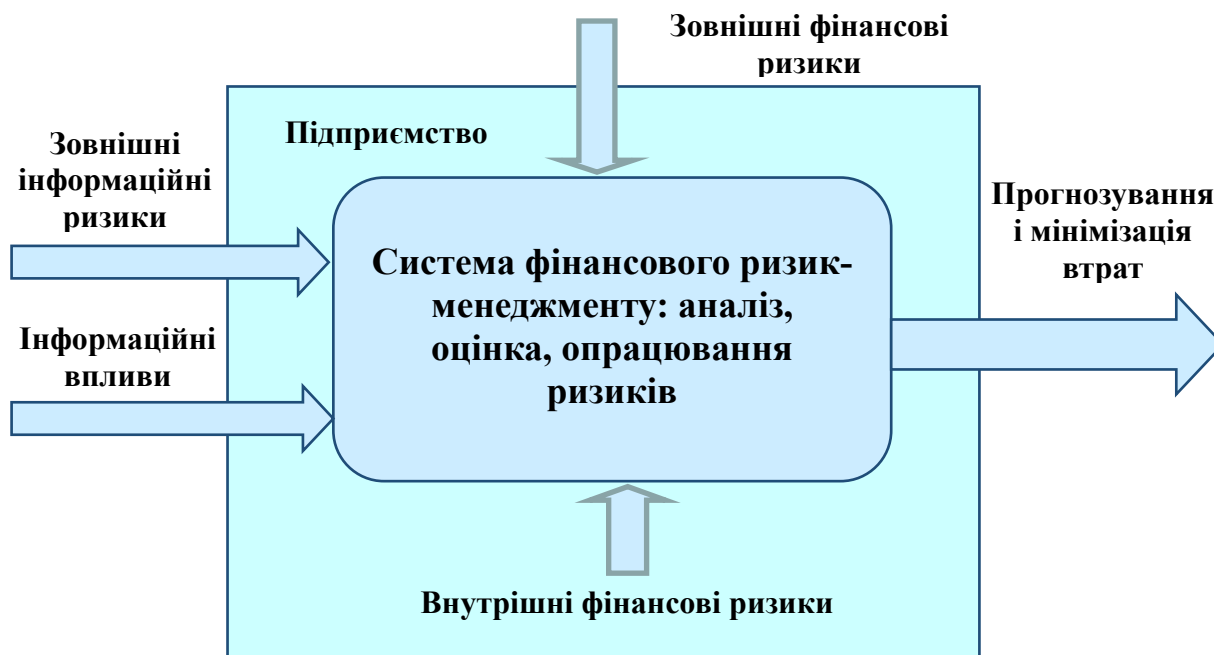 Зовнішні фінансові
ризики
Підприємство
Зовнішні
інформаційні
ризики
Прогнозування
і мінімізація
втрат
Система фінансового ризик-
менеджменту: аналіз,
оцінка, опрацювання
ризиків
Інформаційні
впливи
Внутрішні фінансові ризики